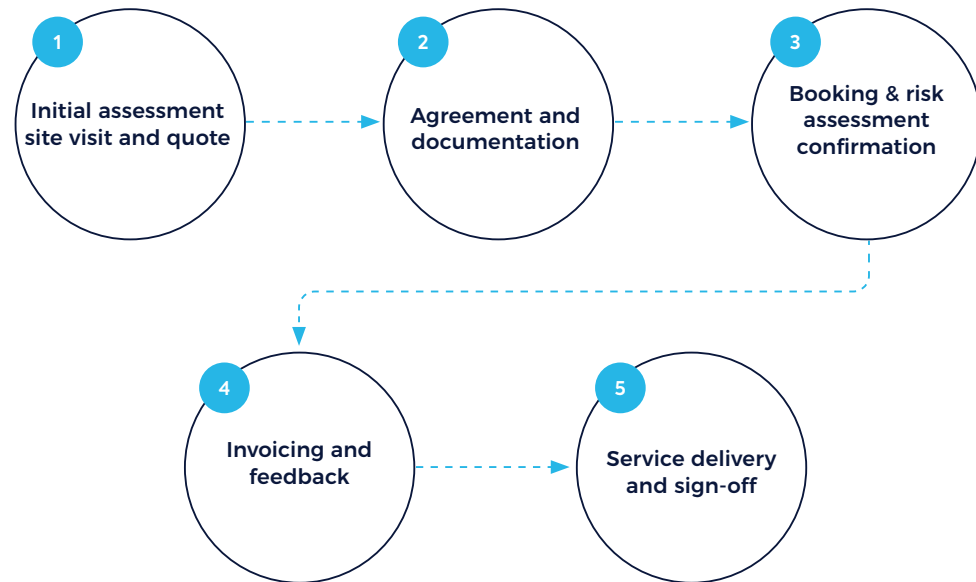 1
Initial assessment
site visit and quote
2
Agreement and
documentation
3
Booking & risk
assessment
confirmation
4
Invoicing and
feedback
5
Service delivery
and sign-off